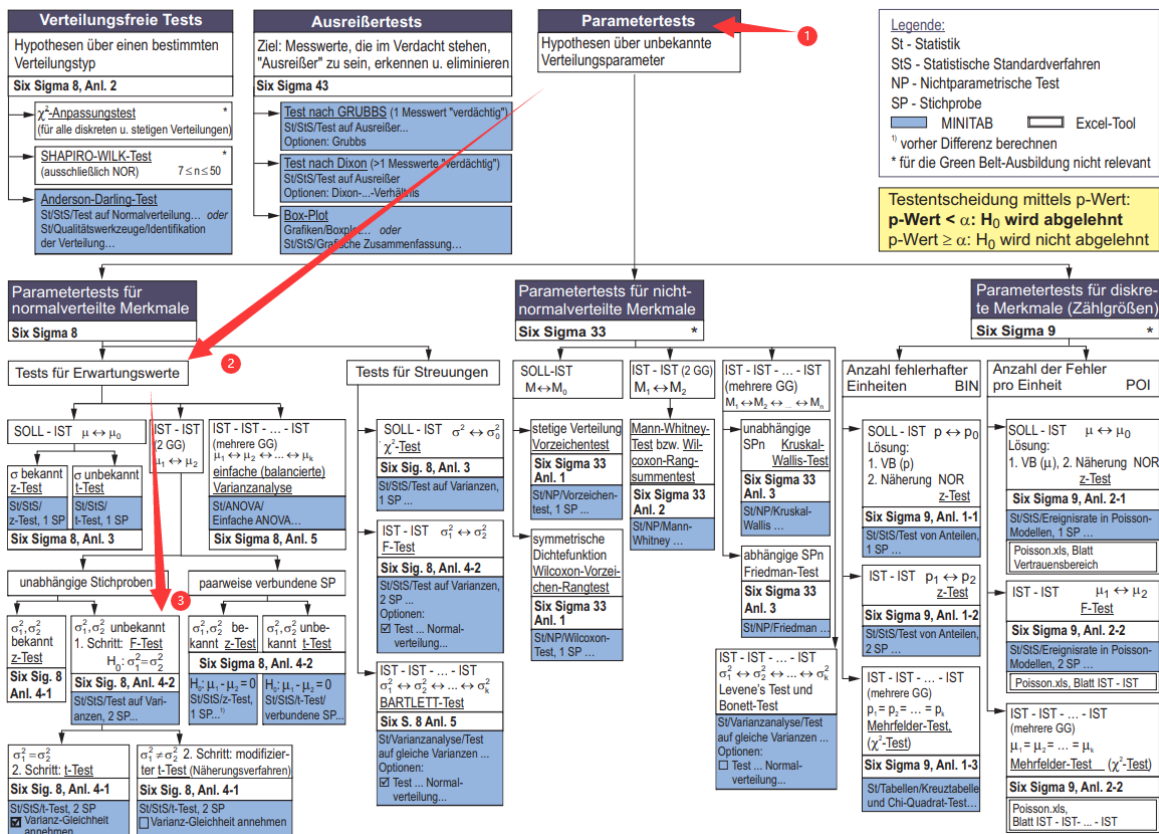 Verteilungsfreie Tests
Hypothesen über einen bestimmten
Verteilungstyp
Six Sigma 8, Anl. 2
χ²-Anpassungstest *
(für alle diskreten u. stetigen Verteilungen)
SHAPIRO-WILK-Test *
(ausschließlich NOR) 7 ≤ n ≤ 50
Anderson-Darling-Test
St/StS/Test auf Normalverteilung… oder
St/Qualitätswerkzeuge/Identifikation
der Verteilung…
Ausreißertests
Ziel: Messwerte, die im Verdacht stehen,
"Ausreißer" zu sein, erkennen u. eliminieren
Six Sigma 43
Test nach GRUBBS (1 Messwert "verdächtig")
St/StS/Test auf Ausreißer…
Optionen: Grubbs
Test nach Dixon (>1 Messwerte "verdächtig")
St/StS/Test auf Ausreißer
Optionen: Dixon-...-Verhältnis
Box-Plot
Grafiken/Boxplot… oder
St/StS/Grafische Zusammenfassung…
Parametertests
Hypothesen über unbekannte
Verteilungsparameter
1
Legende:
St - Statistik
StS - Statistische Standardverfahren
NP - Nichtparametrische Test
SP - Stichprobe
MINITAB Excel-Tool
¹⁾ vorher Differenz berechnen
* für die Green Belt-Ausbildung nicht relevant
Testentscheidung mittels p-Wert:
p-Wert < α: H₀ wird abgelehnt
p-Wert ≥ α: H₀ wird nicht abgelehnt
Parametertests für
normalverteilte Merkmale
Six Sigma 8
Tests für Erwartungswerte
2
SOLL - IST μ ↔ μ₀
σ bekannt
z-Test
St/StS/
z-Test, 1 SP
σ unbekannt
t-Test
St/StS/
t-Test, 1 SP
Six Sigma 8, Anl. 3
IST - IST
(2 GG)
μ₁ ↔ μ₂
IST - IST - ... - IST
(mehrere GG)
μ₁ ↔ μ₂ ↔ ... ↔ μₖ
einfache (balancierte)
Varianzanalyse
St/ANOVA/
Einfache ANOVA…
Six Sigma 8, Anl. 5
unabhängige Stichproben
3
σ₁², σ₂²
bekannt
z-Test
Six Sig. 8
Anl. 4-1
σ₁², σ₂² unbekannt
1. Schritt: F-Test
H₀: σ₁²=σ₂²
Six Sig. 8, Anl. 4-2
St/StS/Test auf Vari-
anzen, 2 SP...
paarweise verbundene SP
σ₁², σ₂² be-
kannt z-Test
σ₁², σ₂² unbe-
kannt t-Test
Six Sigma 8, Anl. 4-2
H₀: μ₁ - μ₂ = 0
St/StS/z-Test,
1 SP...¹⁾
H₀: μ₁ - μ₂ = 0
St/StS/t-Test/
verbundene SP...
σ₁² = σ₂²
2. Schritt: t-Test
Six Sig. 8, Anl. 4-1
St/StS/t-Test, 2 SP
☑ Varianz-Gleichheit
annehmen
σ₁² ≠ σ₂² 2. Schritt: modifizier-
ter t-Test (Näherungsverfahren)
Six Sig. 8, Anl. 4-1
St/StS/t-Test, 2 SP
☐ Varianz-Gleichheit annehmen
Tests für Streuungen
SOLL - IST σ² ↔ σ₀²
χ²-Test
Six Sig. 8, Anl. 3
St/StS/Test auf Varianzen,
1 SP ...
IST - IST σ₁² ↔ σ₂²
F-Test
Six Sig. 8, Anl. 4-2
St/StS/Test auf Varianzen,
2 SP ...
Optionen:
☑ Test ... Normal-
verteilung...
IST - IST - ... - IST
σ₁² ↔ σ₂² ↔ ... ↔ σₖ²
BARTLETT-Test
Six S. 8 Anl. 5
St/Varianzanalyse/Test
auf gleiche Varianzen ...
Optionen:
☑ Test ... Normal-
verteilung...
Parametertests für nicht-
normalverteilte Merkmale
Six Sigma 33 *
SOLL-IST
M↔M₀
stetige Verteilung
Vorzeichentest
Six Sigma 33
Anl. 1
St/NP/Vorzeichen-
test, 1 SP ...
symmetrische
Dichtefunktion
Wilcoxon-Vorzei-
chen-Rangtest
Six Sigma 33
Anl. 1
St/NP/Wilcoxon-
Test, 1 SP ...
IST - IST (2 GG)
M₁ ↔ M₂
Mann-Whitney-
Test bzw. Wil-
coxon-Rang-
summentest
Six Sigma 33
Anl. 2
St/NP/Mann-
Whitney ...
IST - IST - ... - IST
(mehrere GG)
M₁ ↔ M₂ ↔ ... ↔ Mₙ
unabhängige
SPn Kruskal-
Wallis-Test
Six Sigma 33
Anl. 3
St/NP/Kruskal-
Wallis ...
abhängige SPn
Friedman-Test
Six Sigma 33
Anl. 3
St/NP/Friedman ...
IST - IST - ... - IST
σ₁² ↔ σ₂² ↔ ... ↔ σₖ²
Levene's Test und
Bonett-Test
St/Varianzanalyse/Test
auf gleiche Varianzen ...
Optionen:
☐ Test ... Normal-
verteilung...
Parametertests für diskre-
te Merkmale (Zählgrößen)
Six Sigma 9 *
Anzahl fehlerhafter
Einheiten BIN
SOLL - IST p ↔ p₀
Lösung:
1. VB (p)
2. Näherung NOR
z-Test
Six Sigma 9, Anl. 1-1
St/StS/Test von Anteilen,
1 SP ...
IST - IST p₁ ↔ p₂
z-Test
Six Sigma 9, Anl. 1-2
St/StS/Test von Anteilen,
2 SP ...
IST - IST - ... - IST
(mehrere GG)
p₁ = p₂ = ... = pₖ
Mehrfelder-Test,
(χ²-Test)
Six Sigma 9, Anl. 1-3
St/Tabellen/Kreuztabelle
und Chi-Quadrat-Test...
Anzahl der Fehler
pro Einheit POI
SOLL - IST μ ↔ μ₀
Lösung:
1. VB (μ), 2. Näherung NOR
z-Test
Six Sigma 9, Anl. 2-1
St/StS/Ereignisrate in Poisson-
Modellen, 1 SP ...
Poisson.xls, Blatt
Vertrauensbereich
IST - IST μ₁ ↔ μ₂
F-Test
Six Sigma 9, Anl. 2-2
St/StS/Ereignisrate in Poisson-
Modellen, 2 SP ...
Poisson.xls, Blatt IST - IST
IST - IST - ... - IST
(mehrere GG)
μ₁ = μ₂ = ... = μₖ
Mehrfelder-Test (χ²-Test)
Six Sigma 9, Anl. 2-2
Poisson.xls,
Blatt IST - IST- ... - IST